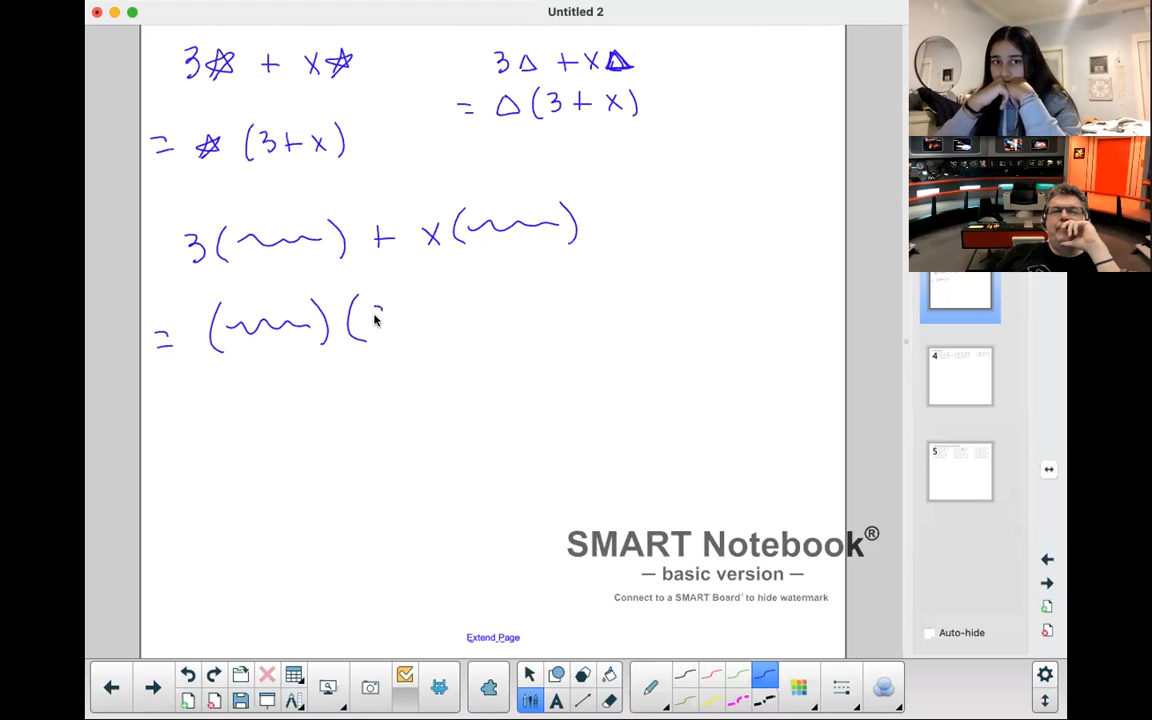 Untitled 2
3☆ + x☆
= ☆ (3+x)
3△ + x△
= △(3 + x)
3(~~~) + x(~~~)
= (~~~)(
4
5
SMART Notebook®
— basic version —
Connect to a SMART Board® to hide watermark
Extend Page
Auto-hide